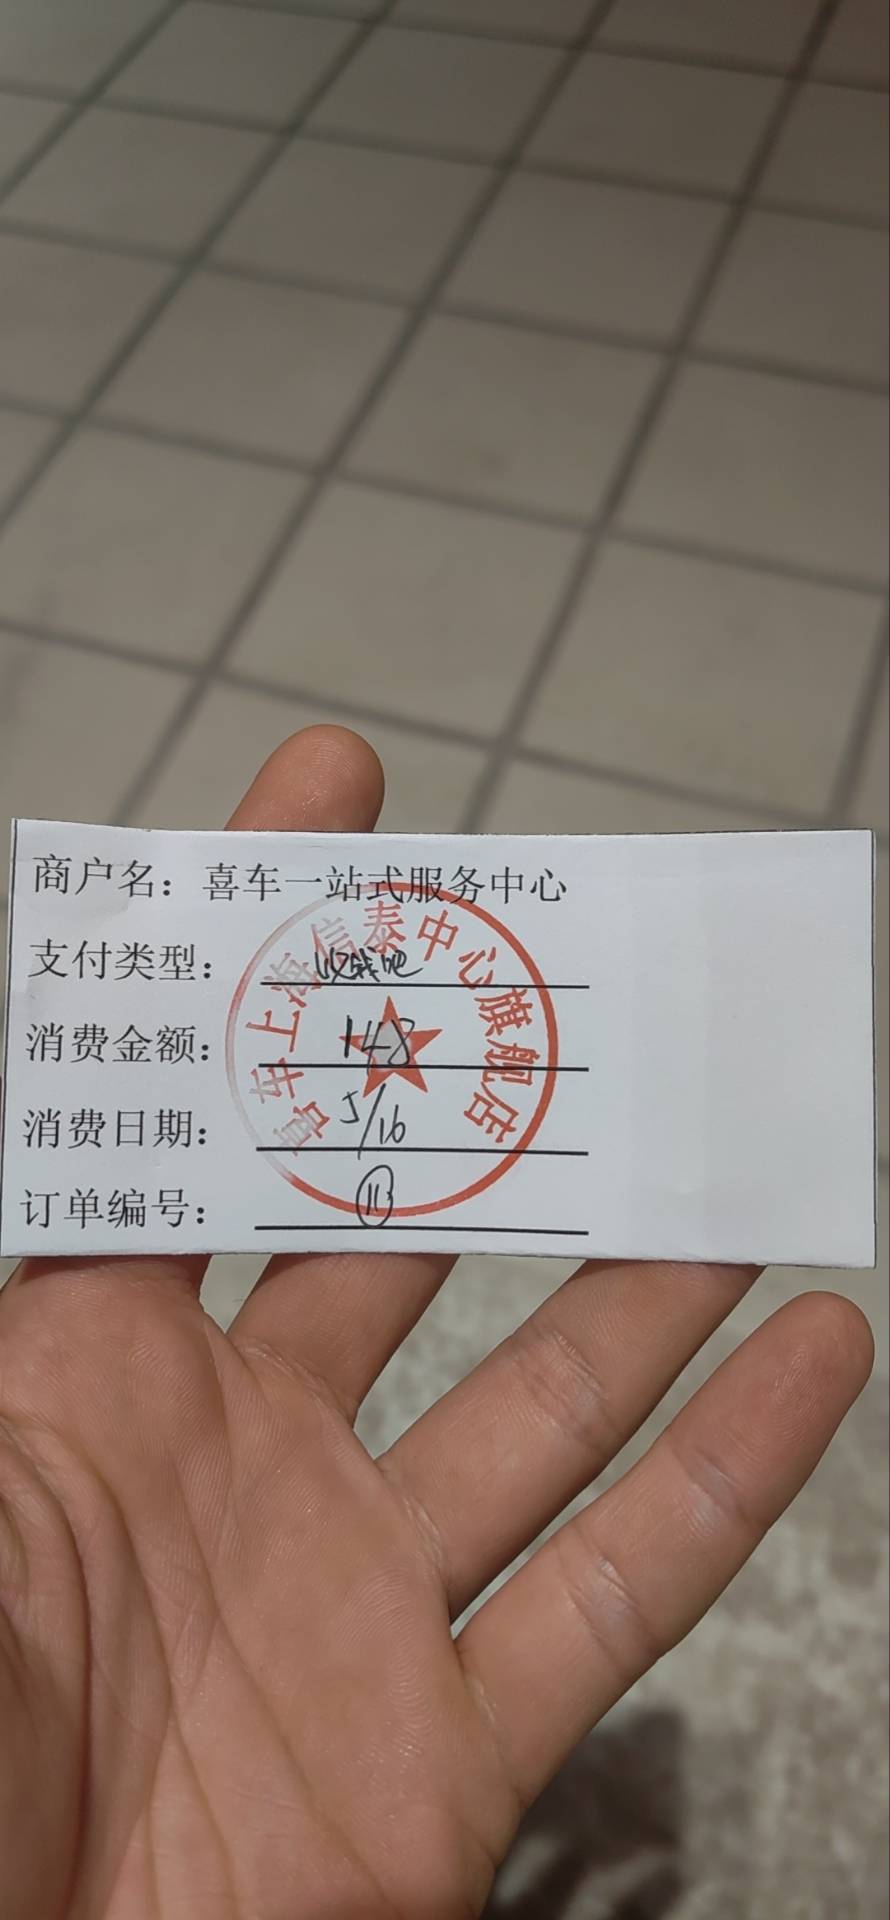 商户名：喜车一站式服务中心
支付类型：收钱吧
消费金额：148
消费日期：5/16
订单编号：
喜车上海信泰中心旗舰店